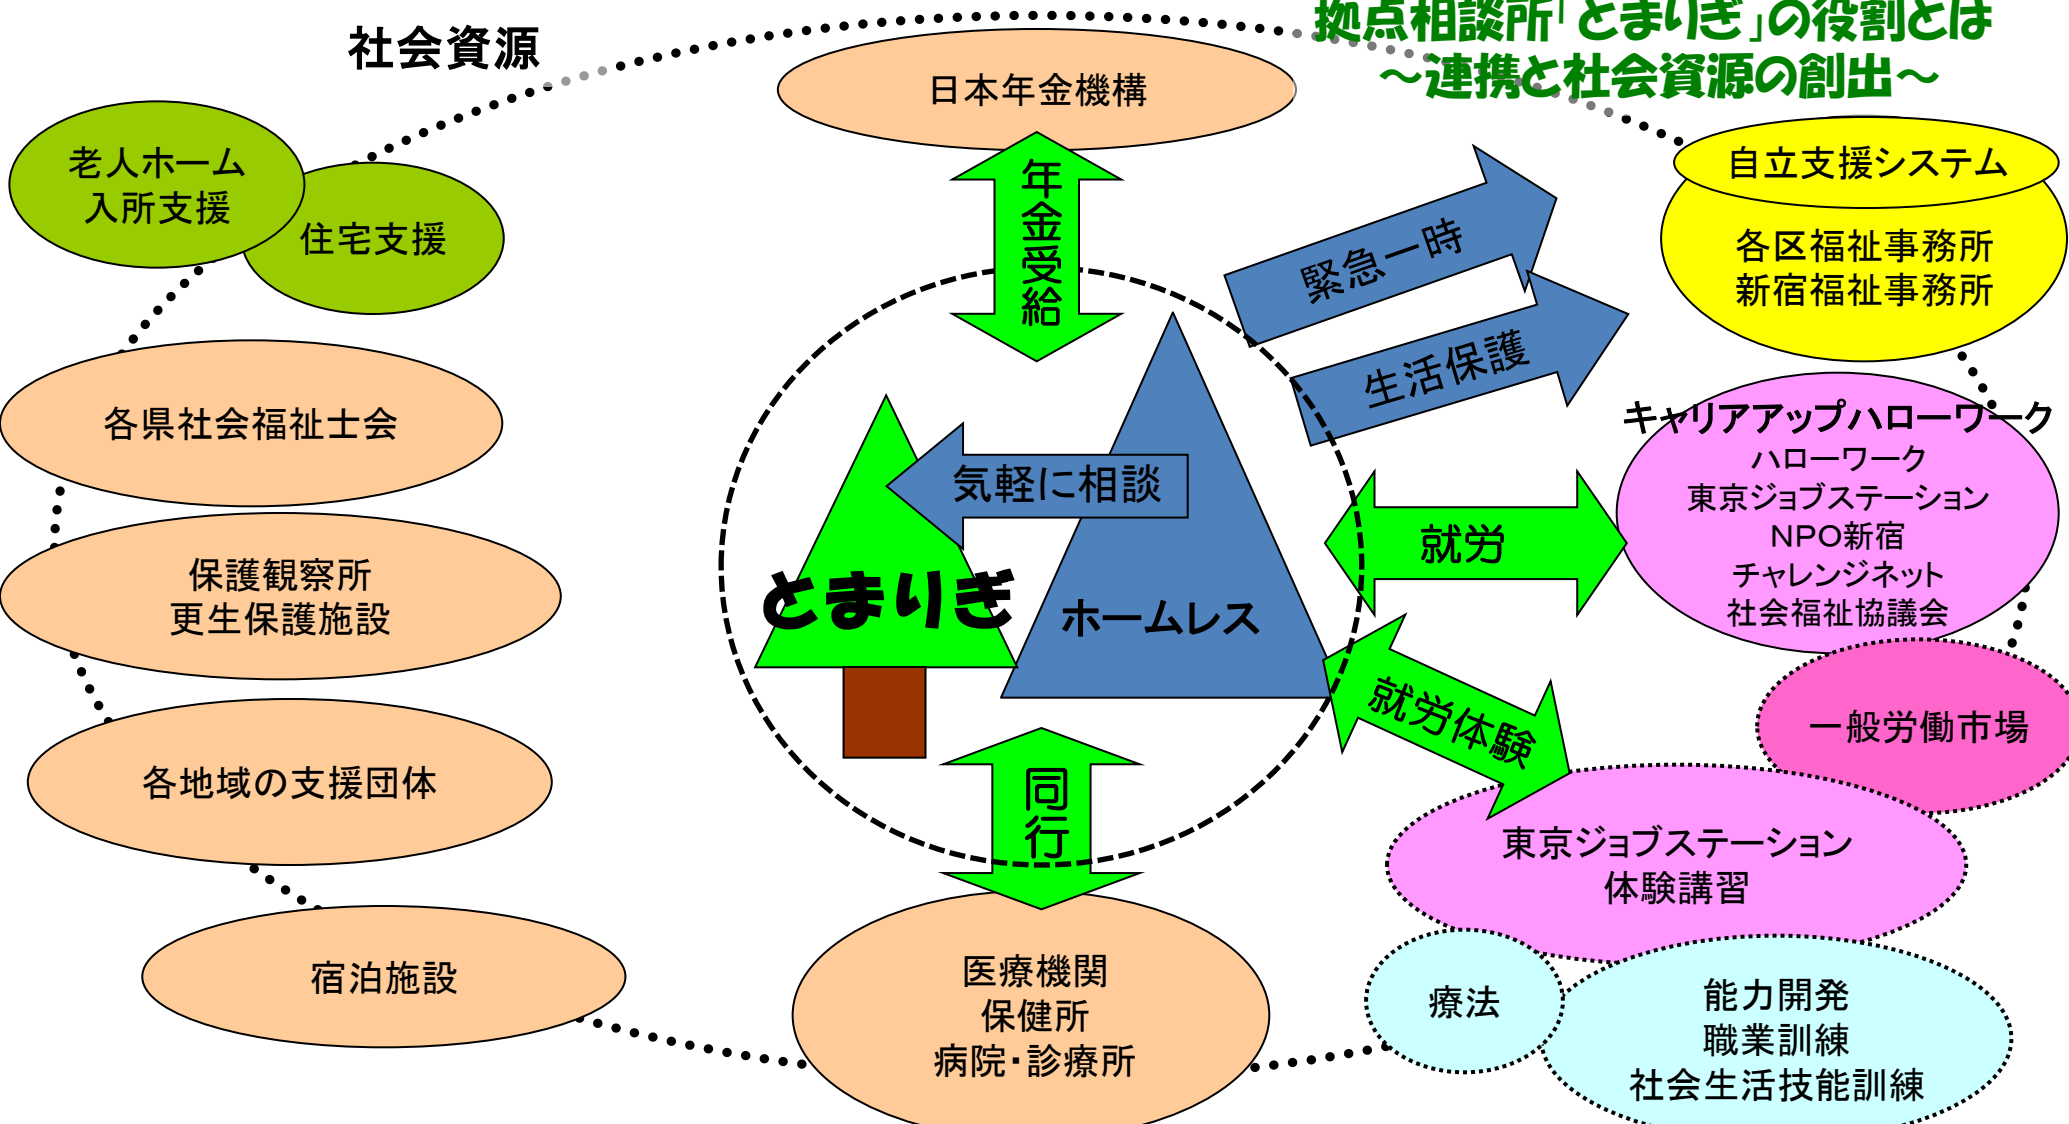 拠点相談所「とまりぎ」の役割とは
～連携と社会資源の創出～
社会資源
日本年金機構
老人ホーム
入所支援
住宅支援
年金受給
緊急一時
生活保護
自立支援システム
各区福祉事務所
新宿福祉事務所
各県社会福祉士会
気軽に相談
とまりぎ
ホームレス
就労
キャリアアップハローワーク
ハローワーク
東京ジョブステーション
NPO新宿
チャレンジネット
社会福祉協議会
保護観察所
更生保護施設
就労体験
一般労働市場
各地域の支援団体
同行
東京ジョブステーション
体験講習
宿泊施設
医療機関
保健所
病院・診療所
療法
能力開発
職業訓練
社会生活技能訓練